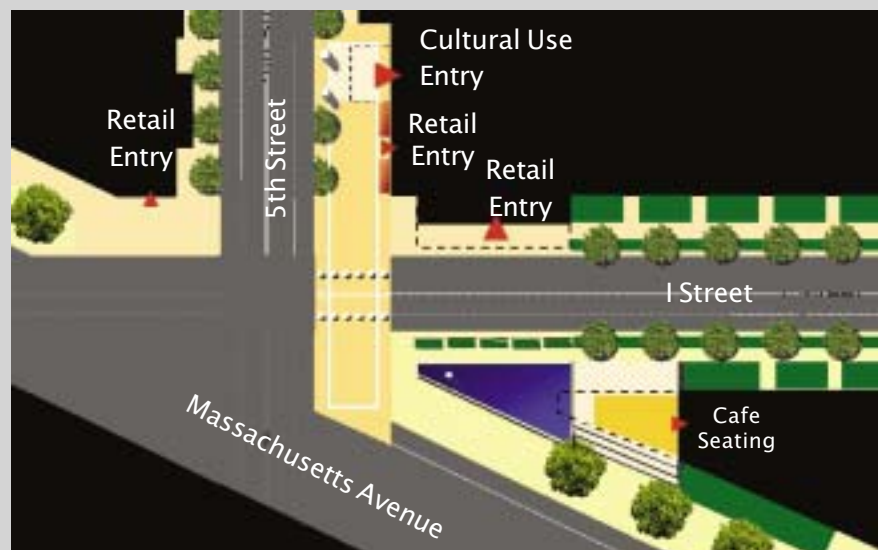 Cultural Use
Entry
Retail
Entry
5th Street
Retail
Entry
Retail
Entry
I Street
Massachusetts Avenue
Cafe
Seating